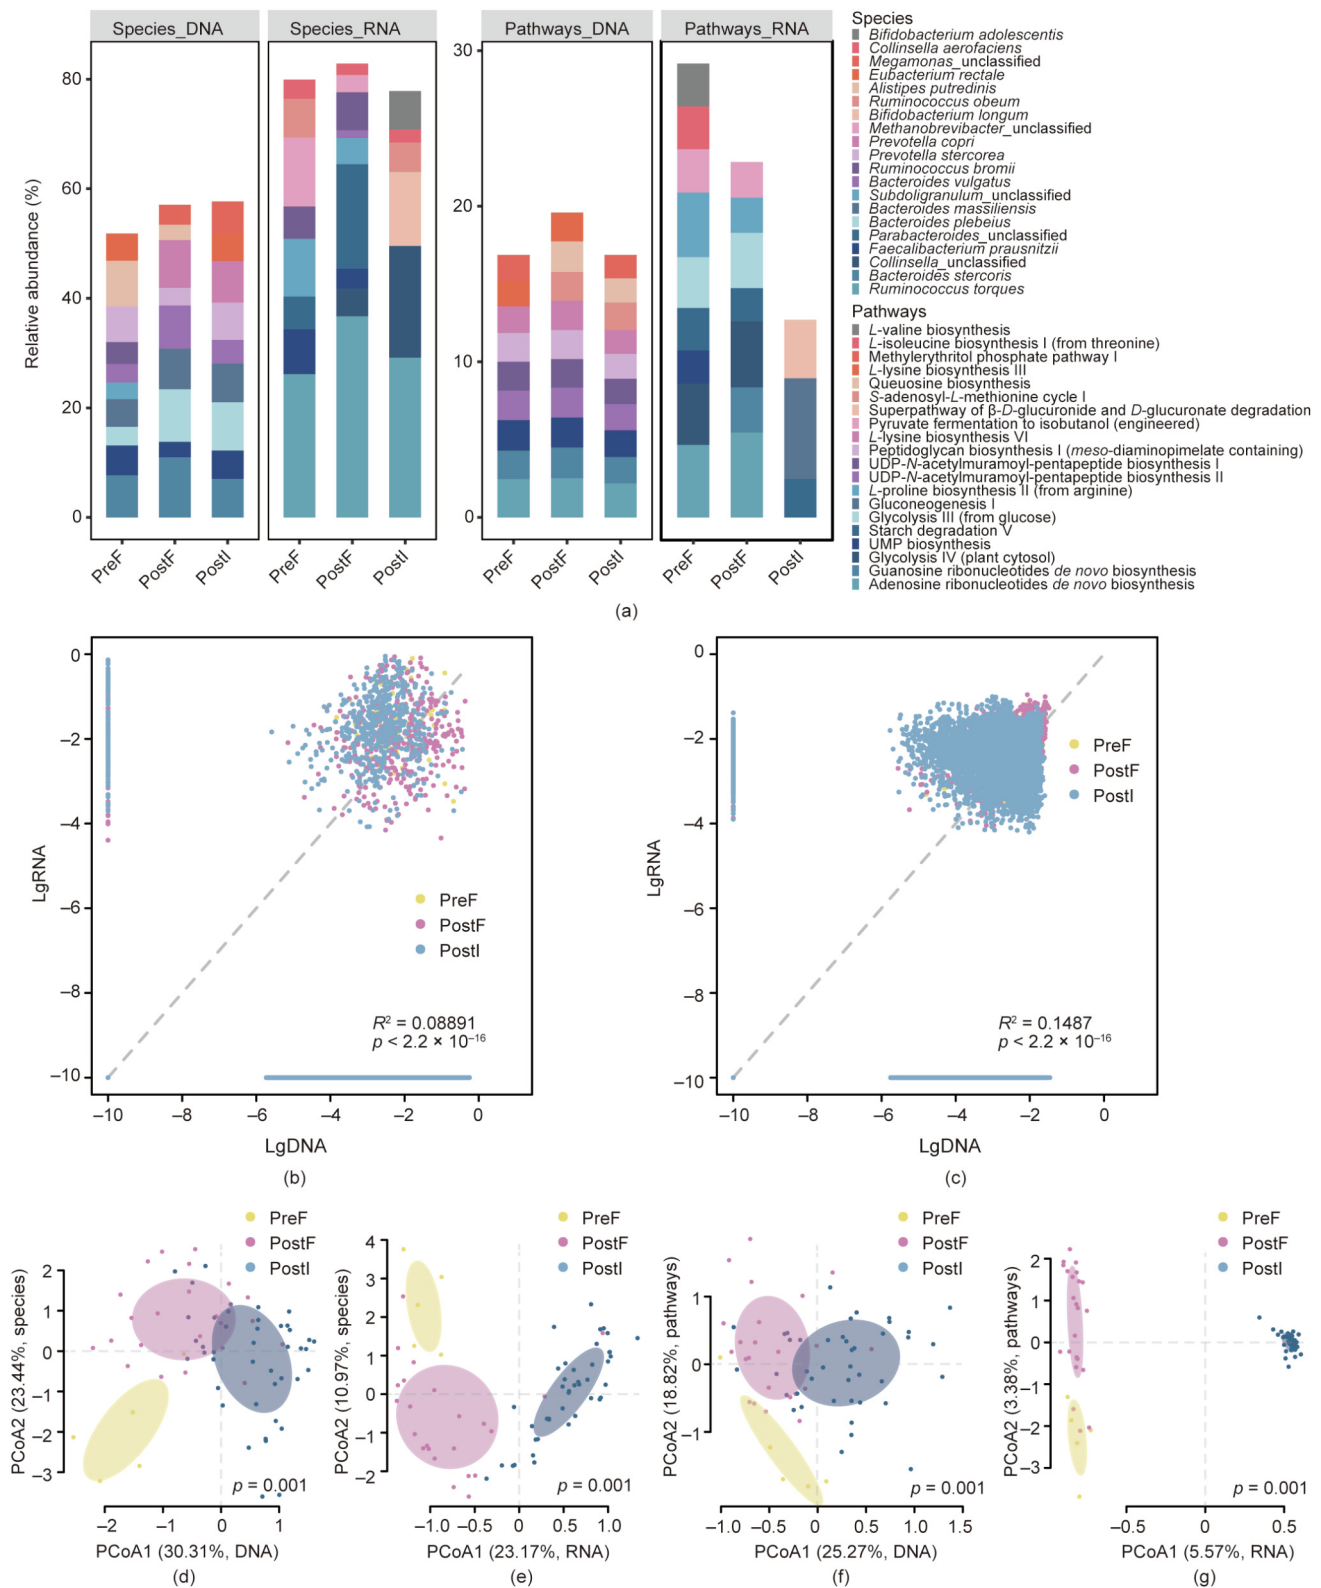 Species_DNA
Species_RNA
Pathways_DNA
Pathways_RNA
Relative abundance (%)
80
60
40
20
0
30
20
10
0
PreF
PostF
PostI
PreF
PostF
PostI
PreF
PostF
PostI
PreF
PostF
PostI
Species
Bifidobacterium adolescentis
Collinsella aerofaciens
Megamonas_unclassified
Eubacterium rectale
Alistipes putredinis
Ruminococcus obeum
Bifidobacterium longum
Methanobrevibacter_unclassified
Prevotella copri
Prevotella stercorea
Ruminococcus bromii
Bacteroides vulgatus
Subdoligranulum_unclassified
Bacteroides massiliensis
Bacteroides plebeius
Parabacteroides_unclassified
Faecalibacterium prausnitzii
Collinsella_unclassified
Bacteroides stercoris
Ruminococcus torques
Pathways
L-valine biosynthesis
L-isoleucine biosynthesis I (from threonine)
Methylerythritol phosphate pathway I
L-lysine biosynthesis III
Queuosine biosynthesis
S-adenosyl-L-methionine cycle I
Superpathway of β-D-glucuronide and D-glucuronate degradation
Pyruvate fermentation to isobutanol (engineered)
L-lysine biosynthesis VI
Peptidoglycan biosynthesis I (meso-diaminopimelate containing)
UDP-N-acetylmuramoyl-pentapeptide biosynthesis I
UDP-N-acetylmuramoyl-pentapeptide biosynthesis II
L-proline biosynthesis II (from arginine)
Gluconeogenesis I
Glycolysis III (from glucose)
Starch degradation V
UMP biosynthesis
Glycolysis IV (plant cytosol)
Guanosine ribonucleotides de novo biosynthesis
Adenosine ribonucleotides de novo biosynthesis
(a)
LgRNA
0
–2
–4
–6
–8
–10
PreF
PostF
PostI
R² = 0.08891
p < 2.2 × 10⁻¹⁶
–10 –8 –6 –4 –2 0
LgDNA
(b)
LgRNA
0
–2
–4
–6
–8
–10
PreF
PostF
PostI
R² = 0.1487
p < 2.2 × 10⁻¹⁶
–10 –8 –6 –4 –2 0
LgDNA
(c)
PCoA2 (23.44%, species)
2
1
0
–1
–2
–3
PreF
PostF
PostI
p = 0.001
–2 –1 0 1
PCoA1 (30.31%, DNA)
(d)
PCoA2 (10.97%, species)
4
3
2
1
0
–1
–2
PreF
PostF
PostI
p = 0.001
–1.0 –0.5 0 0.5 1.0
PCoA1 (23.17%, RNA)
(e)
PCoA2 (18.82%, pathways)
1
0
–1
PreF
PostF
PostI
p = 0.001
–1.0 –0.5 0 0.5 1.0 1.5
PCoA1 (25.27%, DNA)
(f)
PCoA2 (3.38%, pathways)
2
1
0
–1
–2
–3
PreF
PostF
PostI
p = 0.001
–0.5 0 0.5
PCoA1 (5.57%, RNA)
(g)